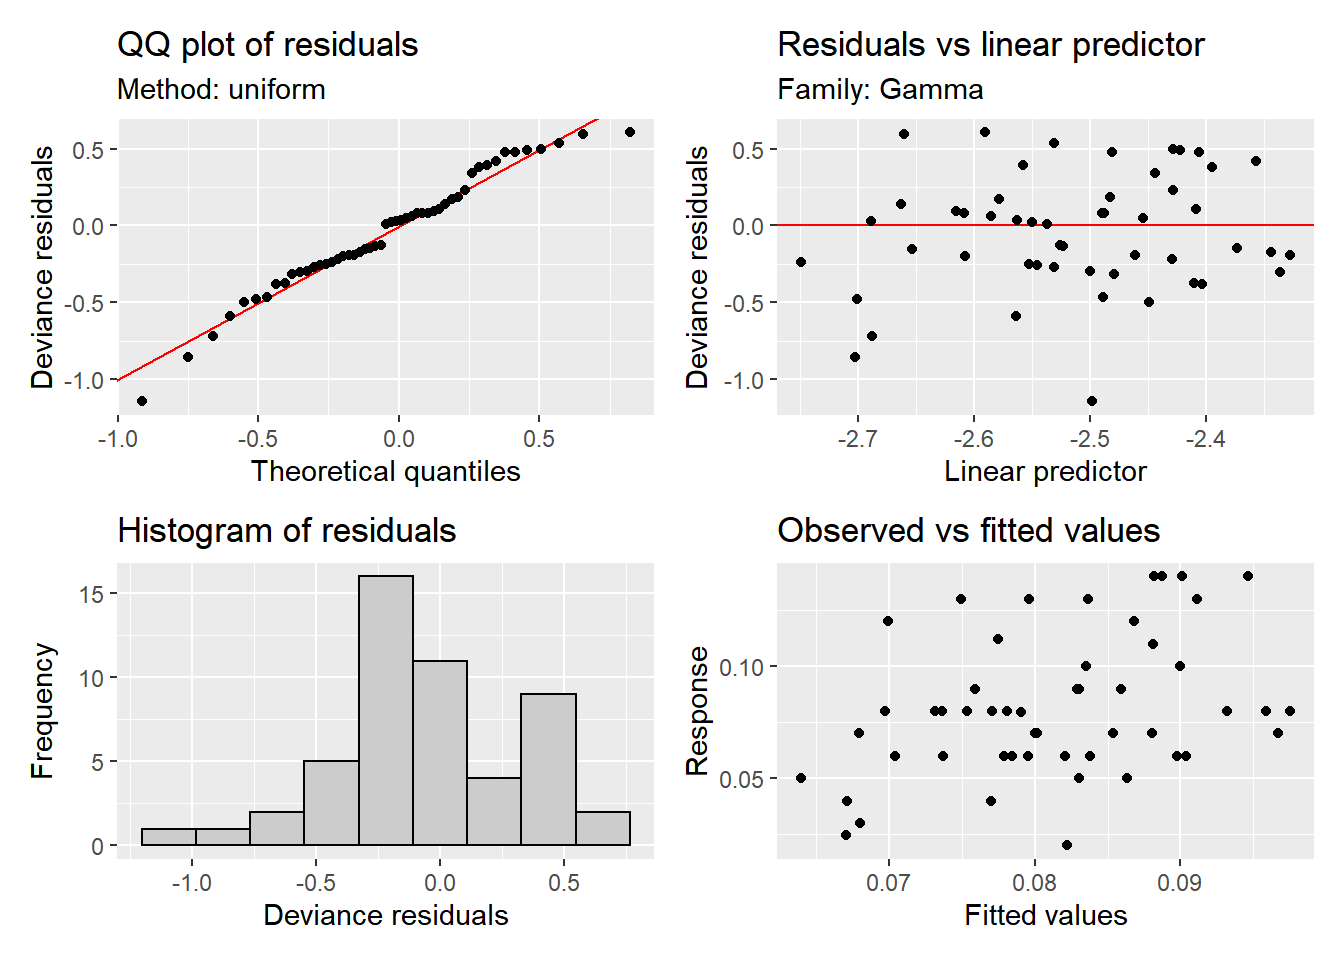 QQ plot of residuals
Method: uniform
Deviance residuals
0.5
0.0
-0.5
-1.0
-1.0 -0.5 0.0 0.5
Theoretical quantiles
Residuals vs linear predictor
Family: Gamma
Deviance residuals
0.5
0.0
-0.5
-1.0
-2.7 -2.6 -2.5 -2.4
Linear predictor
Histogram of residuals
Frequency
15
10
5
0
-1.0 -0.5 0.0 0.5
Deviance residuals
Observed vs fitted values
Response
0.10
0.05
0.07 0.08 0.09
Fitted values